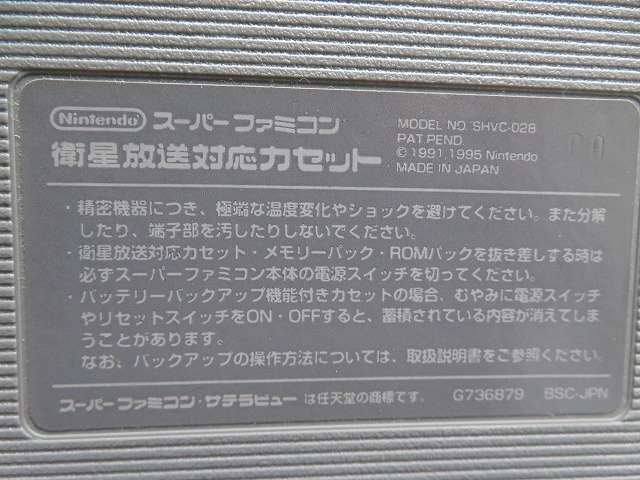 Nintendo スーパーファミコン
衛星放送対応カセット
MODEL NO. SHVC-028
PAT PEND
© 1991,1995 Nintendo
MADE IN JAPAN
・精密機器につき、極端な温度変化やショックを避けてください。また分解
したり、端子部を汚したりしないでください。
・衛星放送対応カセット・メモリーパック・ROMパックを抜き差しする時は
必ずスーパーファミコン本体の電源スイッチを切ってください。
・バッテリーバックアップ機能付きカセットの場合、むやみに電源スイッチ
やリセットスイッチをON・OFFすると、蓄積されている内容が消えてしま
うことがあります。
なお、バックアップの操作方法については、取扱説明書をご参照ください。
スーパーファミコン・サテラビューは任天堂の商標です。 G736879 BSC-JPN